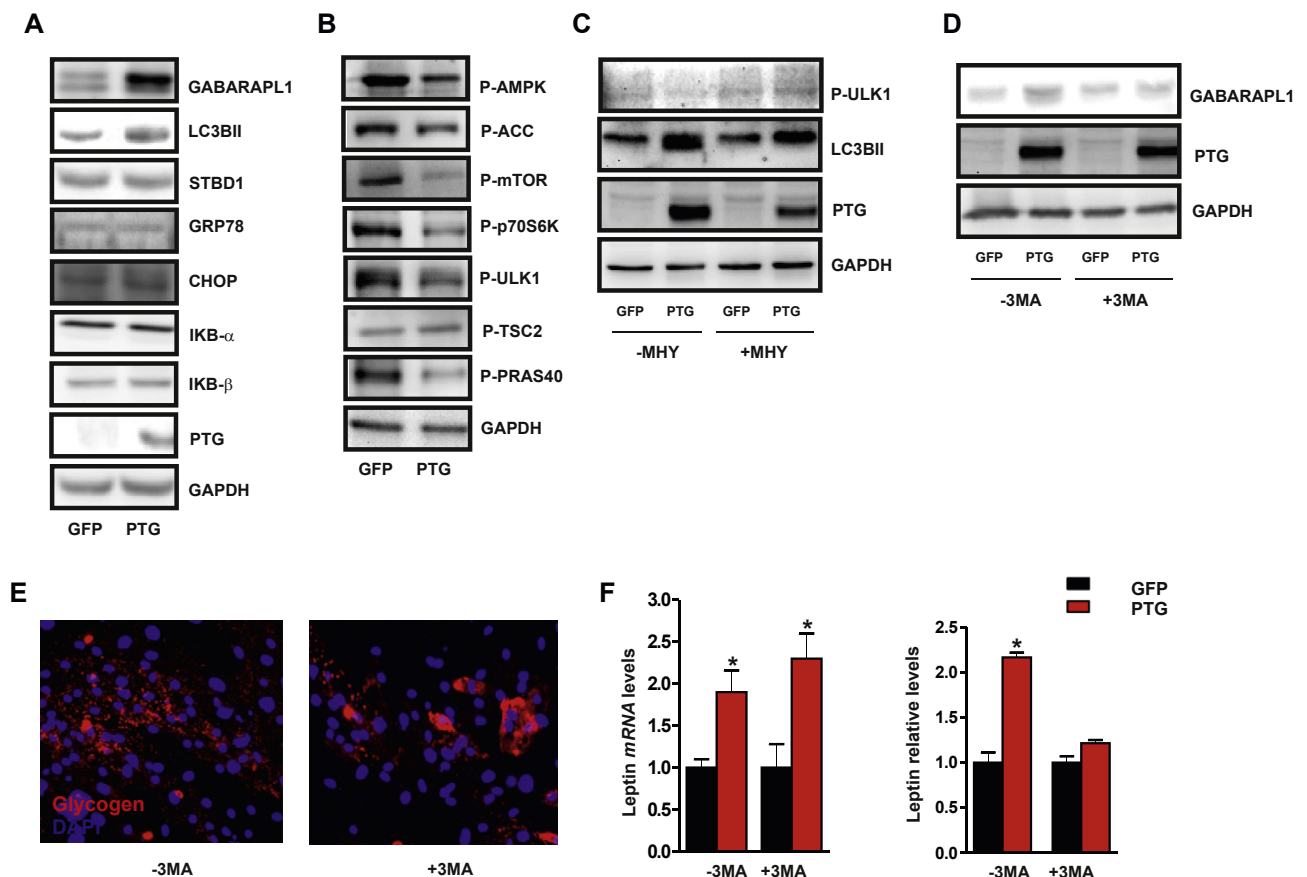 A
GABARAPL1
LC3BII
STBD1
GRP78
CHOP
IKB-α
IKB-β
PTG
GAPDH
GFP PTG
B
P-AMPK
P-ACC
P-mTOR
P-p70S6K
P-ULK1
P-TSC2
P-PRAS40
GAPDH
GFP PTG
C
P-ULK1
LC3BII
PTG
GAPDH
GFP PTG GFP PTG
-MHY +MHY
D
GABARAPL1
PTG
GAPDH
GFP PTG GFP PTG
-3MA +3MA
E
Glycogen
DAPI
-3MA +3MA
F
GFP
PTG
Leptin mRNA levels
3.0
2.5
2.0
1.5
1.0
0.5
0.0
* *
-3MA +3MA
Leptin relative levels
2.5
2.0
1.5
1.0
0.5
0.0
*
-3MA +3MA